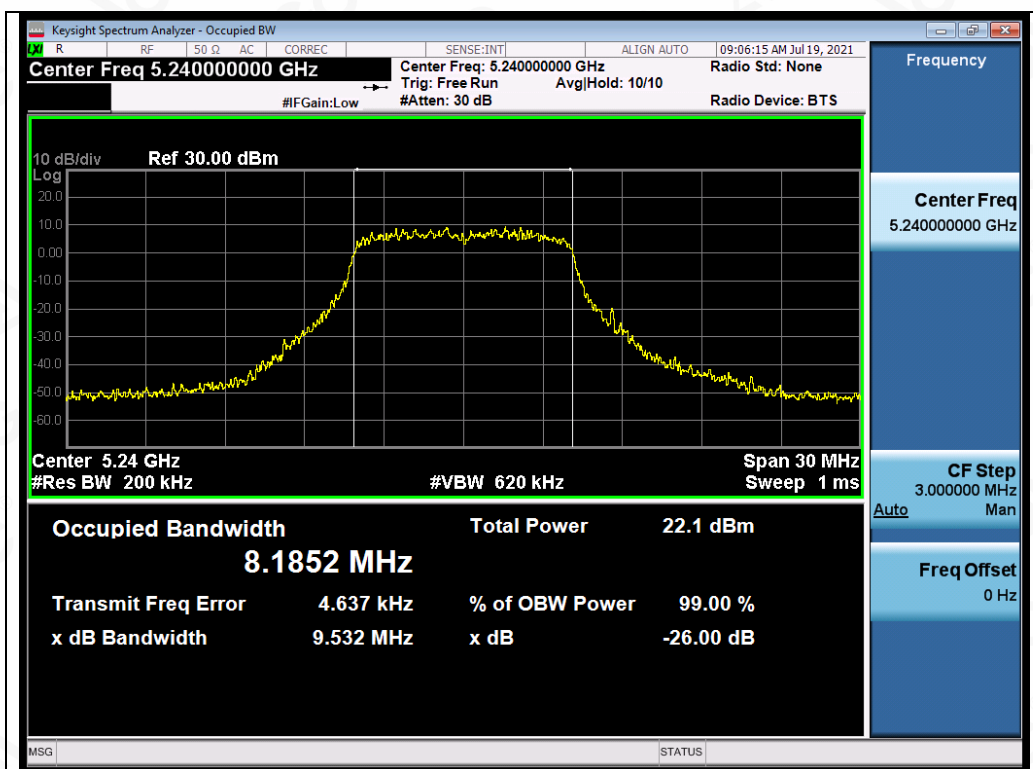 Keysight Spectrum Analyzer - Occupied BW
LXI R RF 50 Ω AC CORREC SENSE:INT ALIGN AUTO 09:06:15 AM Jul 19, 2021
Center Freq 5.240000000 GHz Center Freq: 5.240000000 GHz Radio Std: None
Trig: Free Run Avg|Hold: 10/10
#IFGain:Low #Atten: 30 dB Radio Device: BTS
10 dB/div Ref 30.00 dBm
Log
20.0
10.0
0.00
-10.0
-20.0
-30.0
-40.0
-50.0
-60.0
Center 5.24 GHz Span 30 MHz
#Res BW 200 kHz #VBW 620 kHz Sweep 1 ms
Occupied Bandwidth Total Power 22.1 dBm
8.1852 MHz
Transmit Freq Error 4.637 kHz % of OBW Power 99.00 %
x dB Bandwidth 9.532 MHz x dB -26.00 dB
Frequency
Center Freq
5.240000000 GHz
CF Step
3.000000 MHz
Auto Man
Freq Offset
0 Hz
MSG STATUS